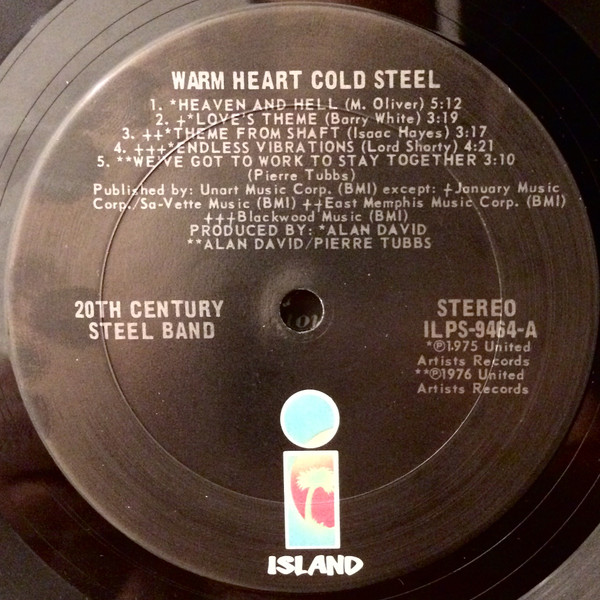 WARM HEART COLD STEEL
1. *HEAVEN AND HELL (M. Oliver) 5:12
2. +*LOVE'S THEME (Barry White) 3:19
3. ++*THEME FROM SHAFT (Isaac Hayes) 3:17
4. +++*ENDLESS VIBRATIONS (Lord Shorty) 4:21
5. **WE'VE GOT TO WORK TO STAY TOGETHER 3:10
(Pierre Tubbs)
Published by: Unart Music Corp. (BMI) except: +January Music
Corp./Sa-Vette Music (BMI) ++East Memphis Music Corp. (BMI)
+++Blackwood Music (BMI)
PRODUCED BY: *ALAN DAVID
**ALAN DAVID/PIERRE TUBBS
20TH CENTURY
STEEL BAND
STEREO
ILPS-9464-A
*℗1975 United
Artists Records
**℗1976 United
Artists Records
i
ISLAND